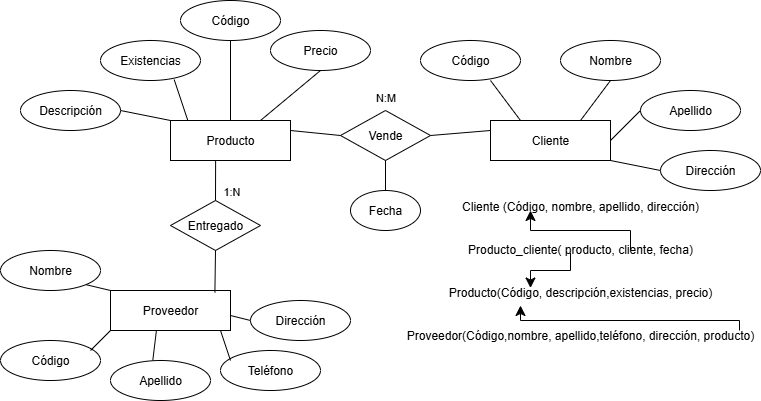 Código
Existencias
Precio
Descripción
Producto
N:M
Vende
Fecha
Código
Nombre
Apellido
Cliente
Dirección
1:N
Entregado
Nombre
Proveedor
Dirección
Código
Apellido
Teléfono
Cliente (Código, nombre, apellido, dirección)
Producto_cliente( producto, cliente, fecha)
Producto(Código, descripción,existencias, precio)
Proveedor(Código,nombre, apellido,teléfono, dirección, producto)